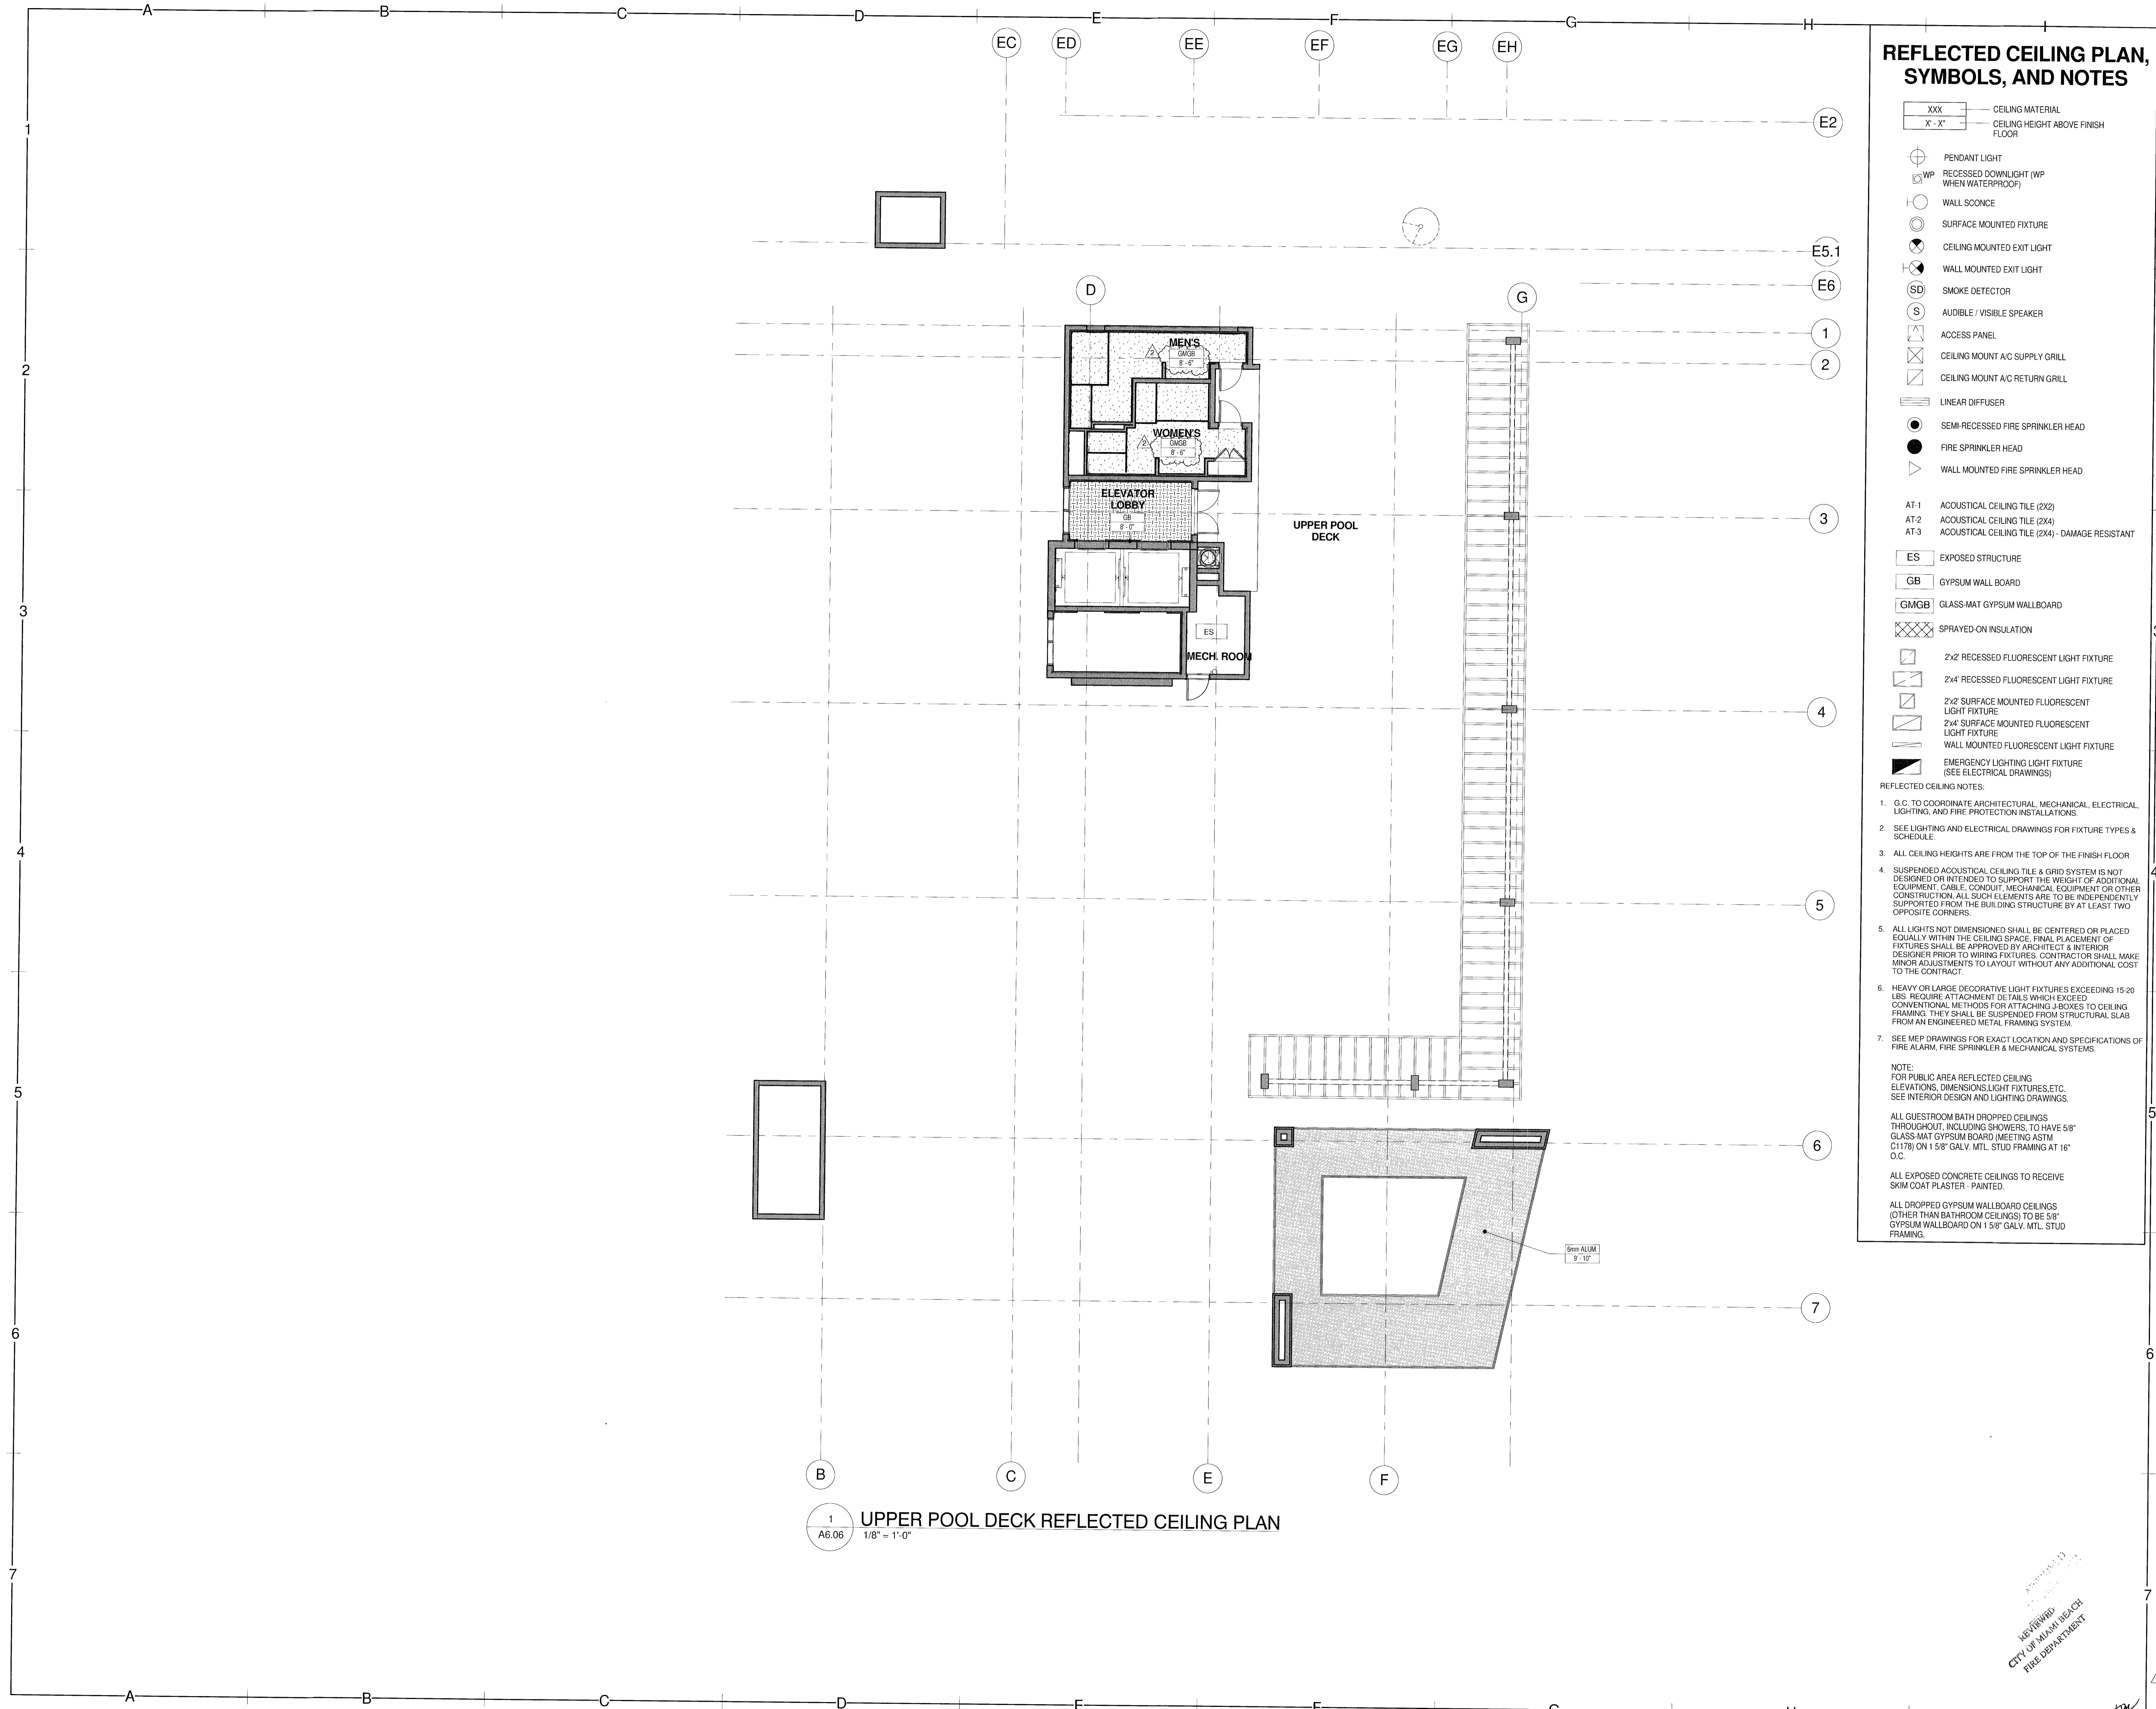 A B C D E F G H I
EC ED EE EF EG EH
E2
E5.1
E6
D
G
1
2
3
4
5
6
7
1
2
3
4
5
6
7
MEN'S
2
GMGB
8' - 6"
WOMEN'S
2
GMGB
8' - 6"
ELEVATOR
LOBBY
GB
8' - 0"
UPPER POOL
DECK
ES
MECH. ROOM
6mm ALUM.
9' - 10"
B C E F
1
A6.06
UPPER POOL DECK REFLECTED CEILING PLAN
1/8" = 1'-0"
REFLECTED CEILING PLAN,
SYMBOLS, AND NOTES
XXX CEILING MATERIAL
X' - X" CEILING HEIGHT ABOVE FINISH
FLOOR
PENDANT LIGHT
WP RECESSED DOWNLIGHT (WP
WHEN WATERPROOF)
WALL SCONCE
SURFACE MOUNTED FIXTURE
CEILING MOUNTED EXIT LIGHT
WALL MOUNTED EXIT LIGHT
SD SMOKE DETECTOR
S AUDIBLE / VISIBLE SPEAKER
ACCESS PANEL
CEILING MOUNT A/C SUPPLY GRILL
CEILING MOUNT A/C RETURN GRILL
LINEAR DIFFUSER
SEMI-RECESSED FIRE SPRINKLER HEAD
FIRE SPRINKLER HEAD
WALL MOUNTED FIRE SPRINKLER HEAD
AT-1 ACOUSTICAL CEILING TILE (2X2)
AT-2 ACOUSTICAL CEILING TILE (2X4)
AT-3 ACOUSTICAL CEILING TILE (2X4) - DAMAGE RESISTANT
ES EXPOSED STRUCTURE
GB GYPSUM WALL BOARD
GMGB GLASS-MAT GYPSUM WALLBOARD
SPRAYED-ON INSULATION
2'x2' RECESSED FLUORESCENT LIGHT FIXTURE
2'x4' RECESSED FLUORESCENT LIGHT FIXTURE
2'x2' SURFACE MOUNTED FLUORESCENT
LIGHT FIXTURE
2'x4' SURFACE MOUNTED FLUORESCENT
LIGHT FIXTURE
WALL MOUNTED FLUORESCENT LIGHT FIXTURE
EMERGENCY LIGHTING LIGHT FIXTURE
(SEE ELECTRICAL DRAWINGS)
REFLECTED CEILING NOTES:
1. G.C. TO COORDINATE ARCHITECTURAL, MECHANICAL, ELECTRICAL,
LIGHTING, AND FIRE PROTECTION INSTALLATIONS.
2. SEE LIGHTING AND ELECTRICAL DRAWINGS FOR FIXTURE TYPES &
SCHEDULE.
3. ALL CEILING HEIGHTS ARE FROM THE TOP OF THE FINISH FLOOR
4. SUSPENDED ACOUSTICAL CEILING TILE & GRID SYSTEM IS NOT
DESIGNED OR INTENDED TO SUPPORT THE WEIGHT OF ADDITIONAL
EQUIPMENT, CABLE, CONDUIT, MECHANICAL EQUIPMENT OR OTHER
CONSTRUCTION, ALL SUCH ELEMENTS ARE TO BE INDEPENDENTLY
SUPPORTED FROM THE BUILDING STRUCTURE BY AT LEAST TWO
OPPOSITE CORNERS.
5. ALL LIGHTS NOT DIMENSIONED SHALL BE CENTERED OR PLACED
EQUALLY WITHIN THE CEILING SPACE, FINAL PLACEMENT OF
FIXTURES SHALL BE APPROVED BY ARCHITECT & INTERIOR
DESIGNER PRIOR TO WIRING FIXTURES. CONTRACTOR SHALL MAKE
MINOR ADJUSTMENTS TO LAYOUT WITHOUT ANY ADDITIONAL COST
TO THE CONTRACT.
6. HEAVY OR LARGE DECORATIVE LIGHT FIXTURES EXCEEDING 15-20
LBS. REQUIRE ATTACHMENT DETAILS WHICH EXCEED
CONVENTIONAL METHODS FOR ATTACHING J-BOXES TO CEILING
FRAMING. THEY SHALL BE SUSPENDED FROM STRUCTURAL SLAB
FROM AN ENGINEERED METAL FRAMING SYSTEM.
7. SEE MEP DRAWINGS FOR EXACT LOCATION AND SPECIFICATIONS OF
FIRE ALARM, FIRE SPRINKLER & MECHANICAL SYSTEMS.
NOTE:
FOR PUBLIC AREA REFLECTED CEILING
ELEVATIONS, DIMENSIONS,LIGHT FIXTURES,ETC.
SEE INTERIOR DESIGN AND LIGHTING DRAWINGS.
ALL GUESTROOM BATH DROPPED CEILINGS
THROUGHOUT, INCLUDING SHOWERS, TO HAVE 5/8"
GLASS-MAT GYPSUM BOARD (MEETING ASTM
C1178) ON 1 5/8" GALV. MTL. STUD FRAMING AT 16"
O.C.
ALL EXPOSED CONCRETE CEILINGS TO RECEIVE
SKIM COAT PLASTER - PAINTED.
ALL DROPPED GYPSUM WALLBOARD CEILINGS
(OTHER THAN BATHROOM CEILINGS) TO BE 5/8"
GYPSUM WALLBOARD ON 1 5/8" GALV. MTL. STUD
FRAMING.
3
4
5
6
7
REVIEWED
CITY OF MIAMI BEACH
FIRE DEPARTMENT
A B C D E F G H